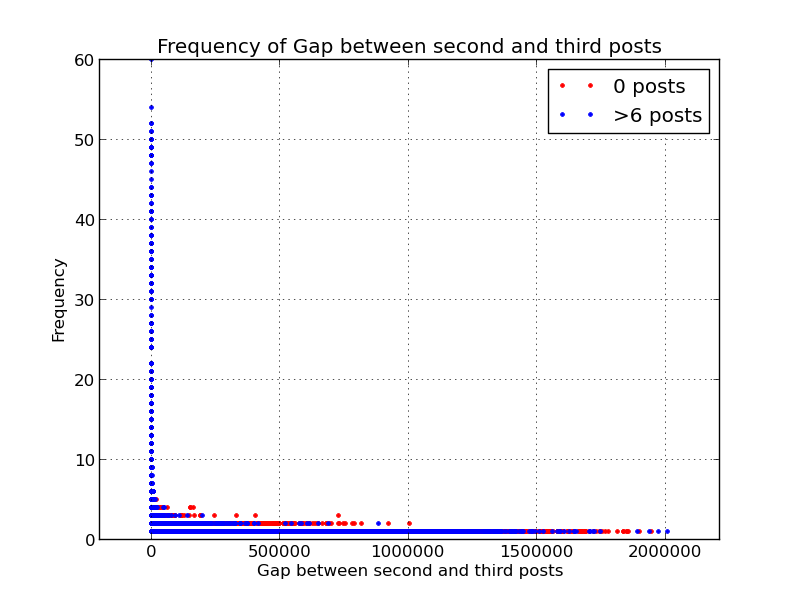 Frequency of Gap between second and third posts
60
0 posts
>6 posts
50
40
30
20
10
0
Frequency
0
500000
1000000
1500000
2000000
Gap between second and third posts